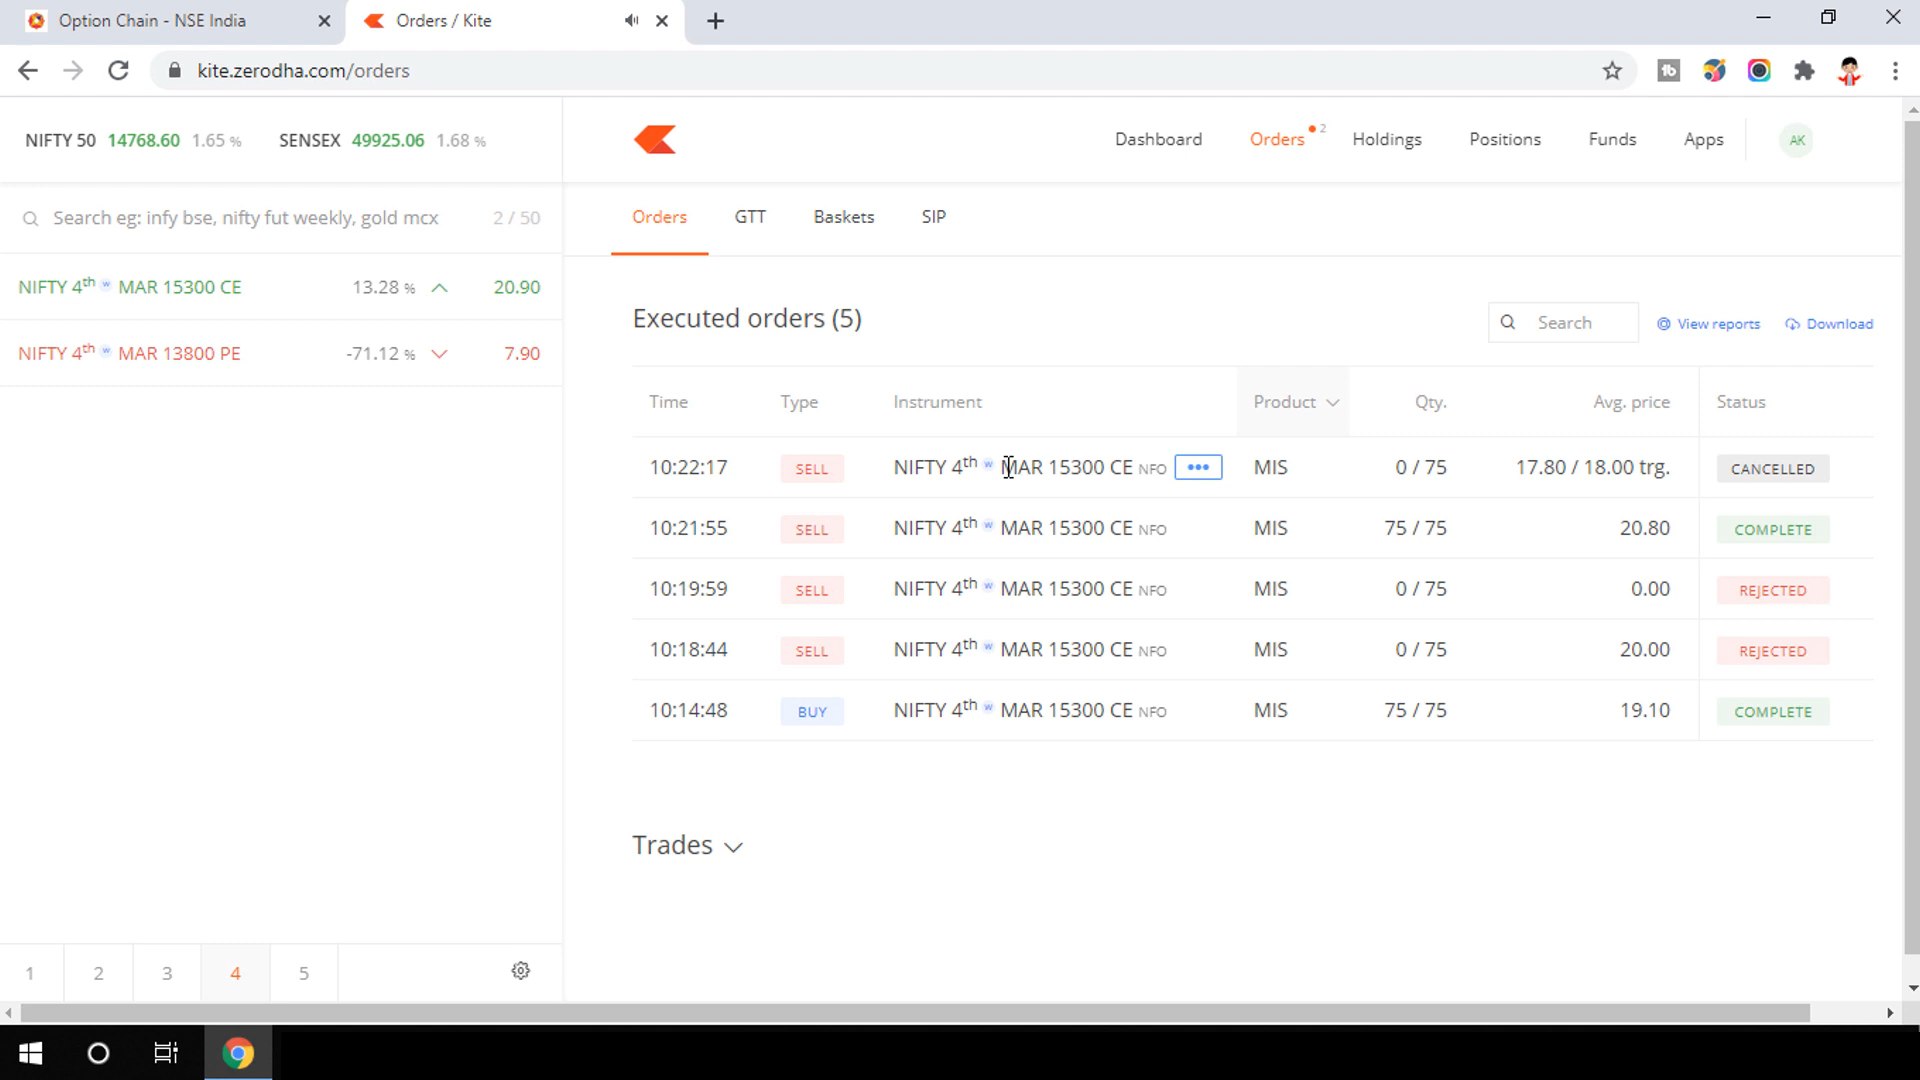 Option Chain - NSE India
Orders / Kite
kite.zerodha.com/orders
tb
NIFTY 50 14768.60 1.65 % SENSEX 49925.06 1.68 %
Dashboard Orders 2 Holdings Positions Funds Apps AK
Search eg: infy bse, nifty fut weekly, gold mcx 2 / 50
NIFTY 4th w MAR 15300 CE 13.28 % 20.90
NIFTY 4th w MAR 13800 PE -71.12 % 7.90
Orders GTT Baskets SIP
Executed orders (5)
Search View reports Download
Time Type Instrument Product Qty. Avg. price Status
10:22:17 SELL NIFTY 4th w MAR 15300 CE NFO ••• MIS 0 / 75 17.80 / 18.00 trg. CANCELLED
10:21:55 SELL NIFTY 4th w MAR 15300 CE NFO MIS 75 / 75 20.80 COMPLETE
10:19:59 SELL NIFTY 4th w MAR 15300 CE NFO MIS 0 / 75 0.00 REJECTED
10:18:44 SELL NIFTY 4th w MAR 15300 CE NFO MIS 0 / 75 20.00 REJECTED
10:14:48 BUY NIFTY 4th w MAR 15300 CE NFO MIS 75 / 75 19.10 COMPLETE
Trades
1 2 3 4 5